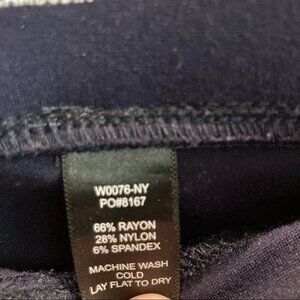 W0076-NY
PO#8167
66% RAYON
28% NYLON
6% SPANDEX
MACHINE WASH
COLD
LAY FLAT TO DRY